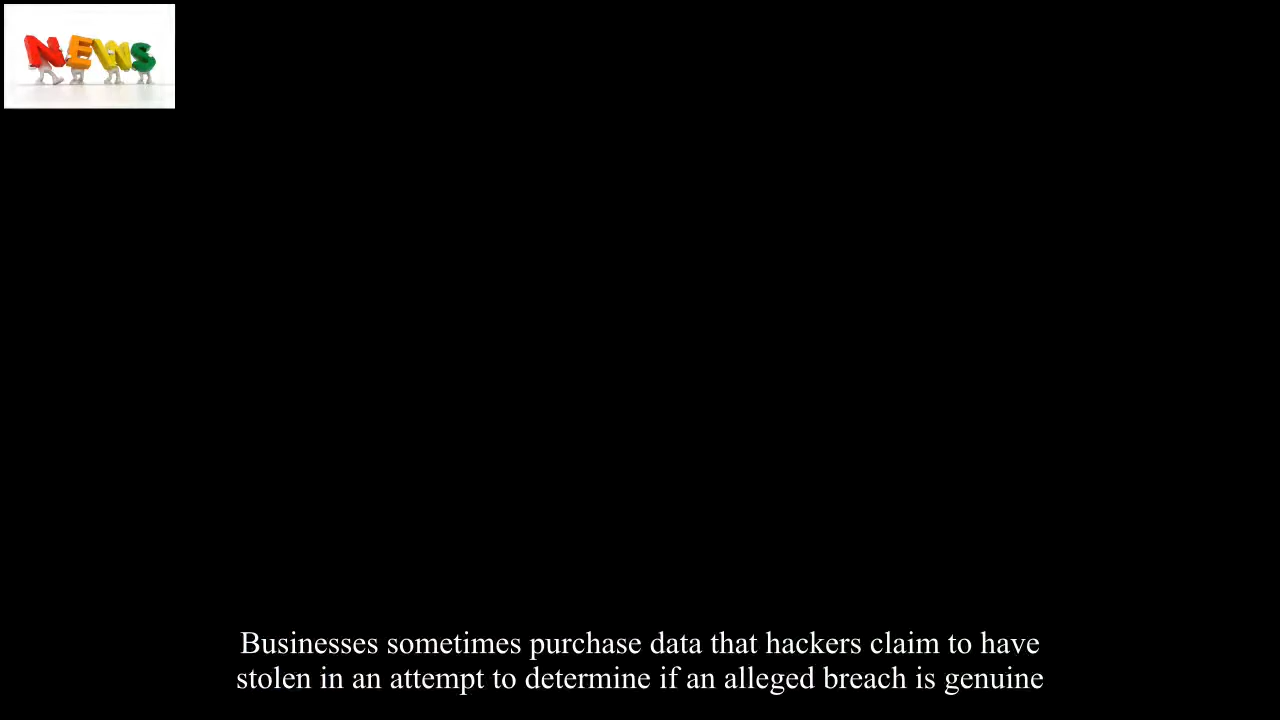 NEWS
Businesses sometimes purchase data that hackers claim to have
stolen in an attempt to determine if an alleged breach is genuine